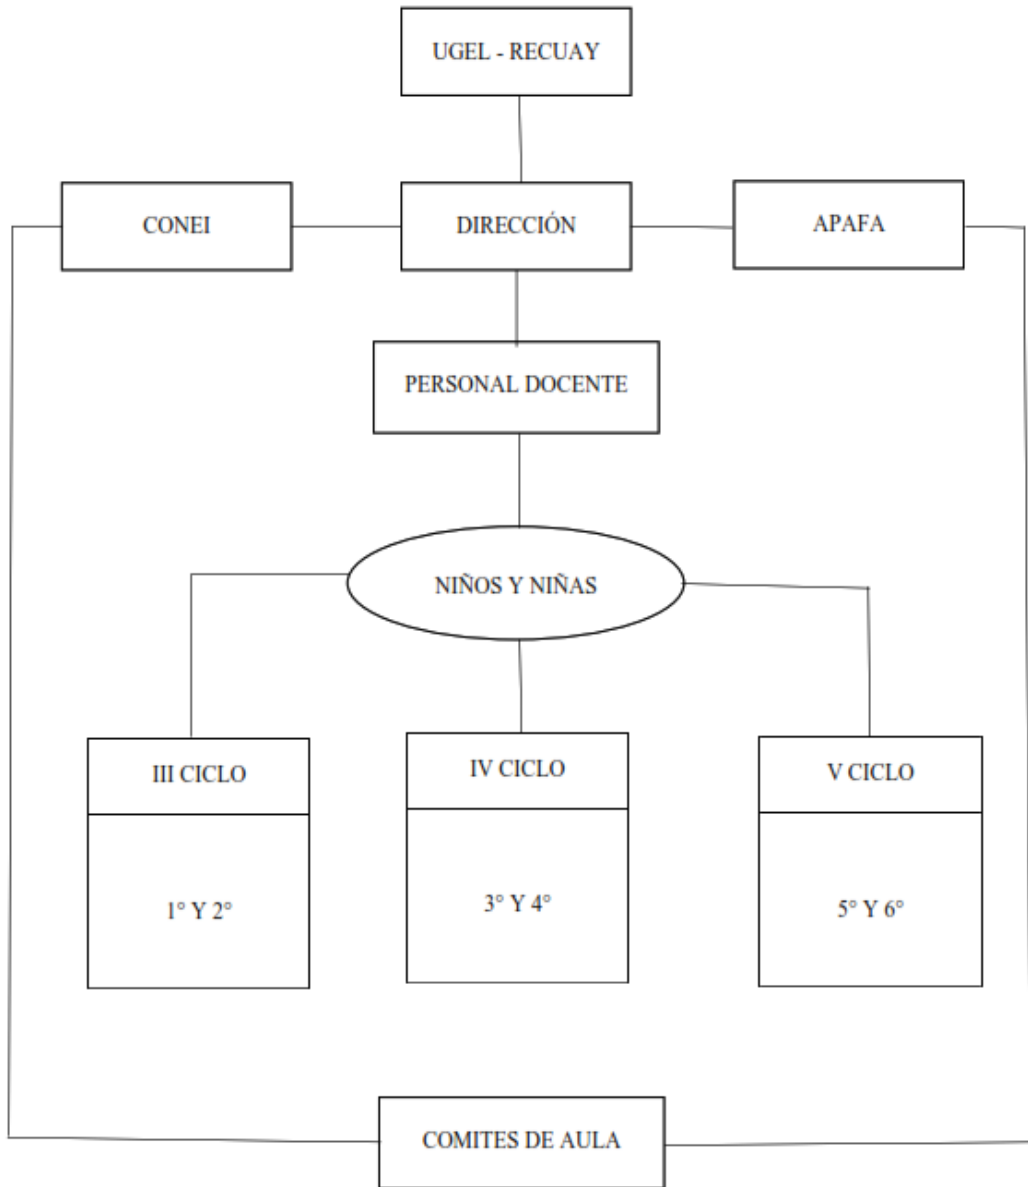 UGEL - RECUAY
CONEI
DIRECCIÓN
APAFA
PERSONAL DOCENTE
NIÑOS Y NIÑAS
III CICLO
IV CICLO
V CICLO
1° Y 2°
3° Y 4°
5° Y 6°
COMITES DE AULA